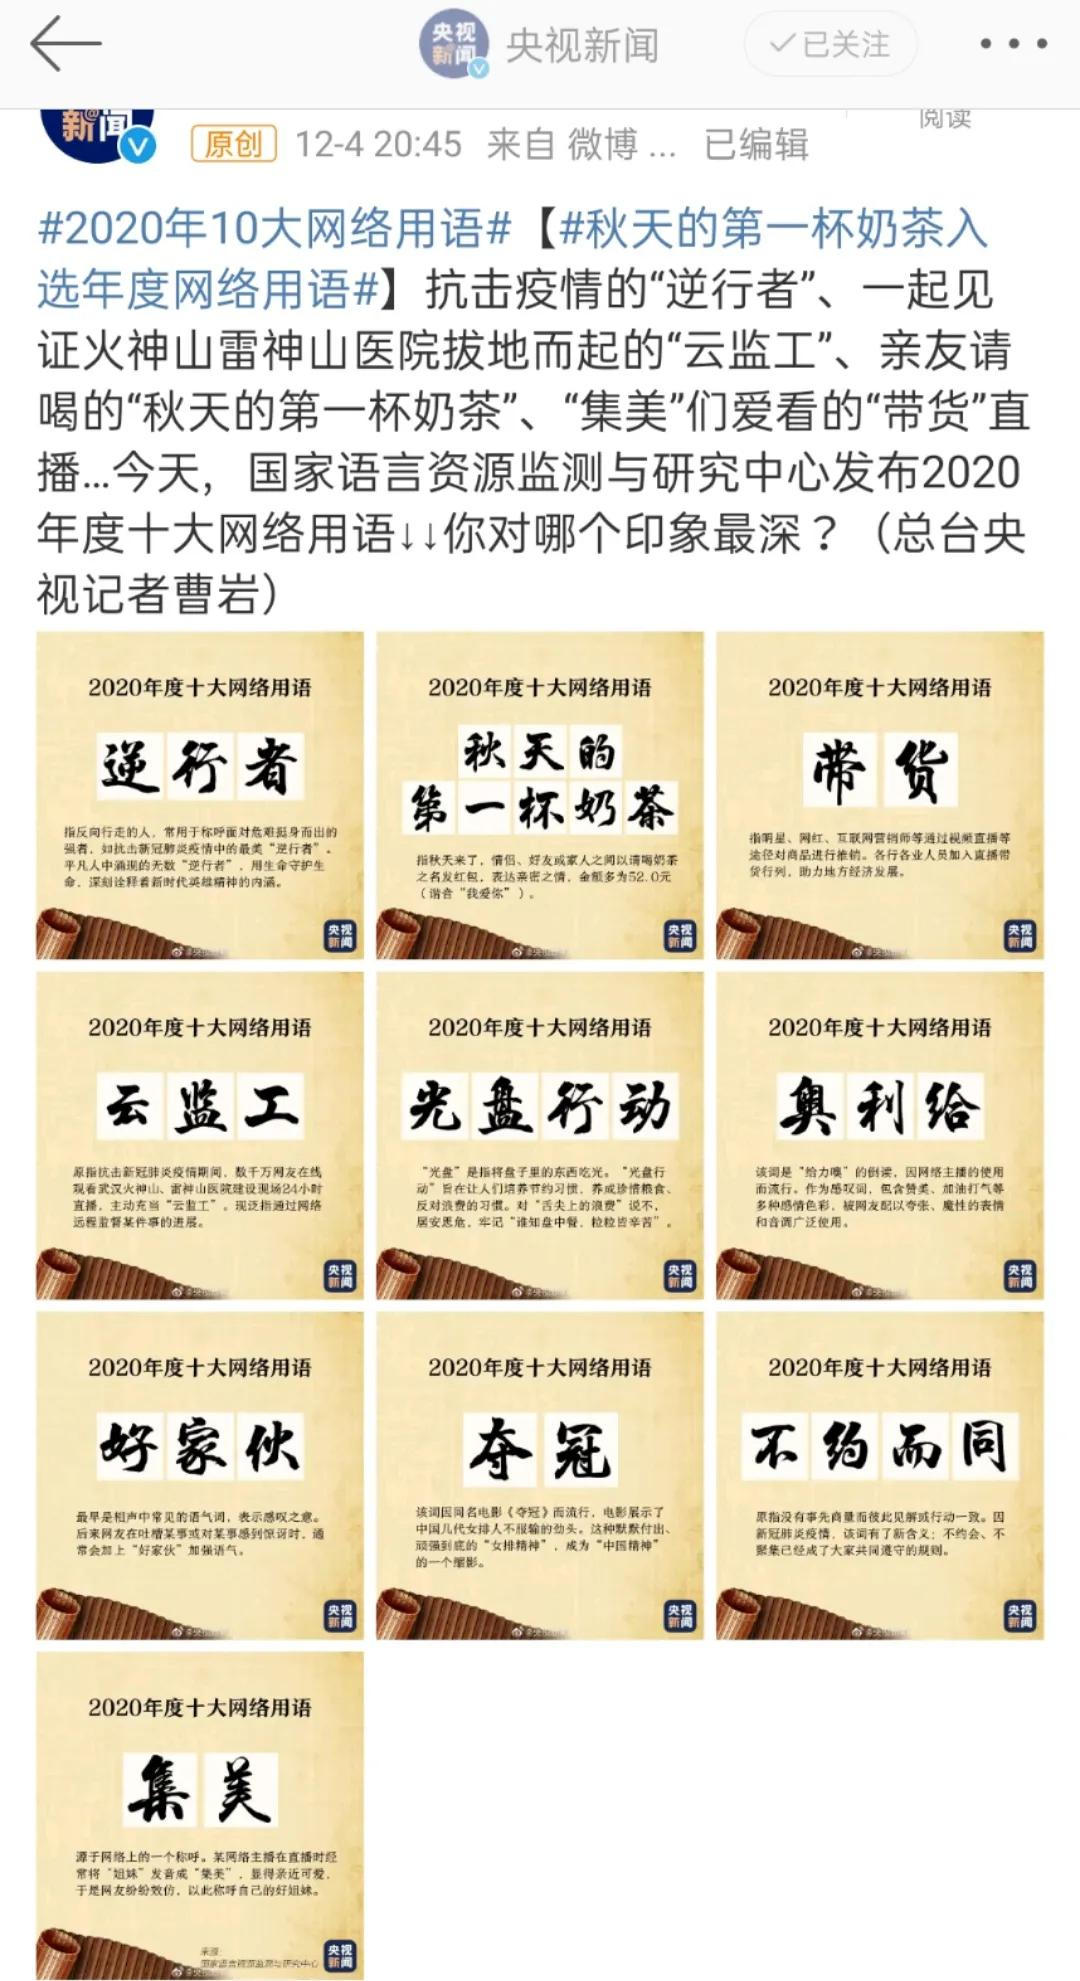 央视
新闻
央视新闻
已关注
新闻
原创
12-4 20:45 来自 微博 ... 已编辑
阅读
#2020年10大网络用语#【#秋天的第一杯奶茶入
选年度网络用语#】抗击疫情的“逆行者”、一起见
证火神山雷神山医院拔地而起的“云监工”、亲友请
喝的“秋天的第一杯奶茶”、“集美”们爱看的“带货”直
播...今天，国家语言资源监测与研究中心发布2020
年度十大网络用语↓↓你对哪个印象最深？（总台央
视记者曹岩）
2020年度十大网络用语
逆行者
指反向行走的人，常用于称呼面对危难挺身而出的
强者，如抗击新冠肺炎疫情中的最美“逆行者”。
平凡人中涌现的无数“逆行者”，用生命守护生
命，深刻诠释着新时代英雄精神的内涵。
央视
新闻
2020年度十大网络用语
秋天的
第一杯奶茶
指秋天来了，情侣、好友或家人之间以请喝奶茶
之名发红包，表达亲密之情，金额多为52.0元
（谐音“我爱你”）。
央视
新闻
2020年度十大网络用语
带货
指明星、网红、互联网营销师等通过视频直播等
途径对商品进行推销。各行各业人员加入直播带
货行列，助力地方经济发展。
央视
新闻
2020年度十大网络用语
云监工
原指抗击新冠肺炎疫情期间，数千万网友在线
观看武汉火神山、雷神山医院建设现场24小时
直播，主动充当“云监工”。现泛指通过网络
远程监督某件事的进展。
央视
新闻
2020年度十大网络用语
光盘行动
“光盘”是指将盘子里的东西吃光。“光盘行
动”旨在让人们培养节约习惯，养成珍惜粮食、
反对浪费的习惯。对“舌尖上的浪费”说不，
居安思危，牢记“谁知盘中餐，粒粒皆辛苦”。
央视
新闻
2020年度十大网络用语
奥利给
该词是“给力噢”的倒读，因网络主播的使用
而流行。作为感叹词，包含赞美、加油打气等
多种感情色彩，被网友配以夸张、魔性的表情
和音调广泛使用。
央视
新闻
2020年度十大网络用语
好家伙
最早是相声中常见的语气词，表示感叹之意。
后来网友在吐槽某事或对某事感到惊讶时，通
常会加上“好家伙”加强语气。
央视
新闻
2020年度十大网络用语
夺冠
该词因同名电影《夺冠》而流行，电影展示了
中国几代女排人不服输的劲头。这种默默付出、
顽强到底的“女排精神”，成为“中国精神”
的一个缩影。
央视
新闻
2020年度十大网络用语
不约而同
原指没有事先商量而彼此见解或行动一致。因
新冠肺炎疫情，该词有了新含义：不约会、不
聚集已经成了大家共同遵守的规则。
央视
新闻
2020年度十大网络用语
集美
源于网络上的一个称呼。某网络主播在直播时经
常将“姐妹”发音成“集美”，显得亲近可爱，
于是网友纷纷效仿，以此称呼自己的好姐妹。
来源：
国家语言资源监测与研究中心
央视
新闻